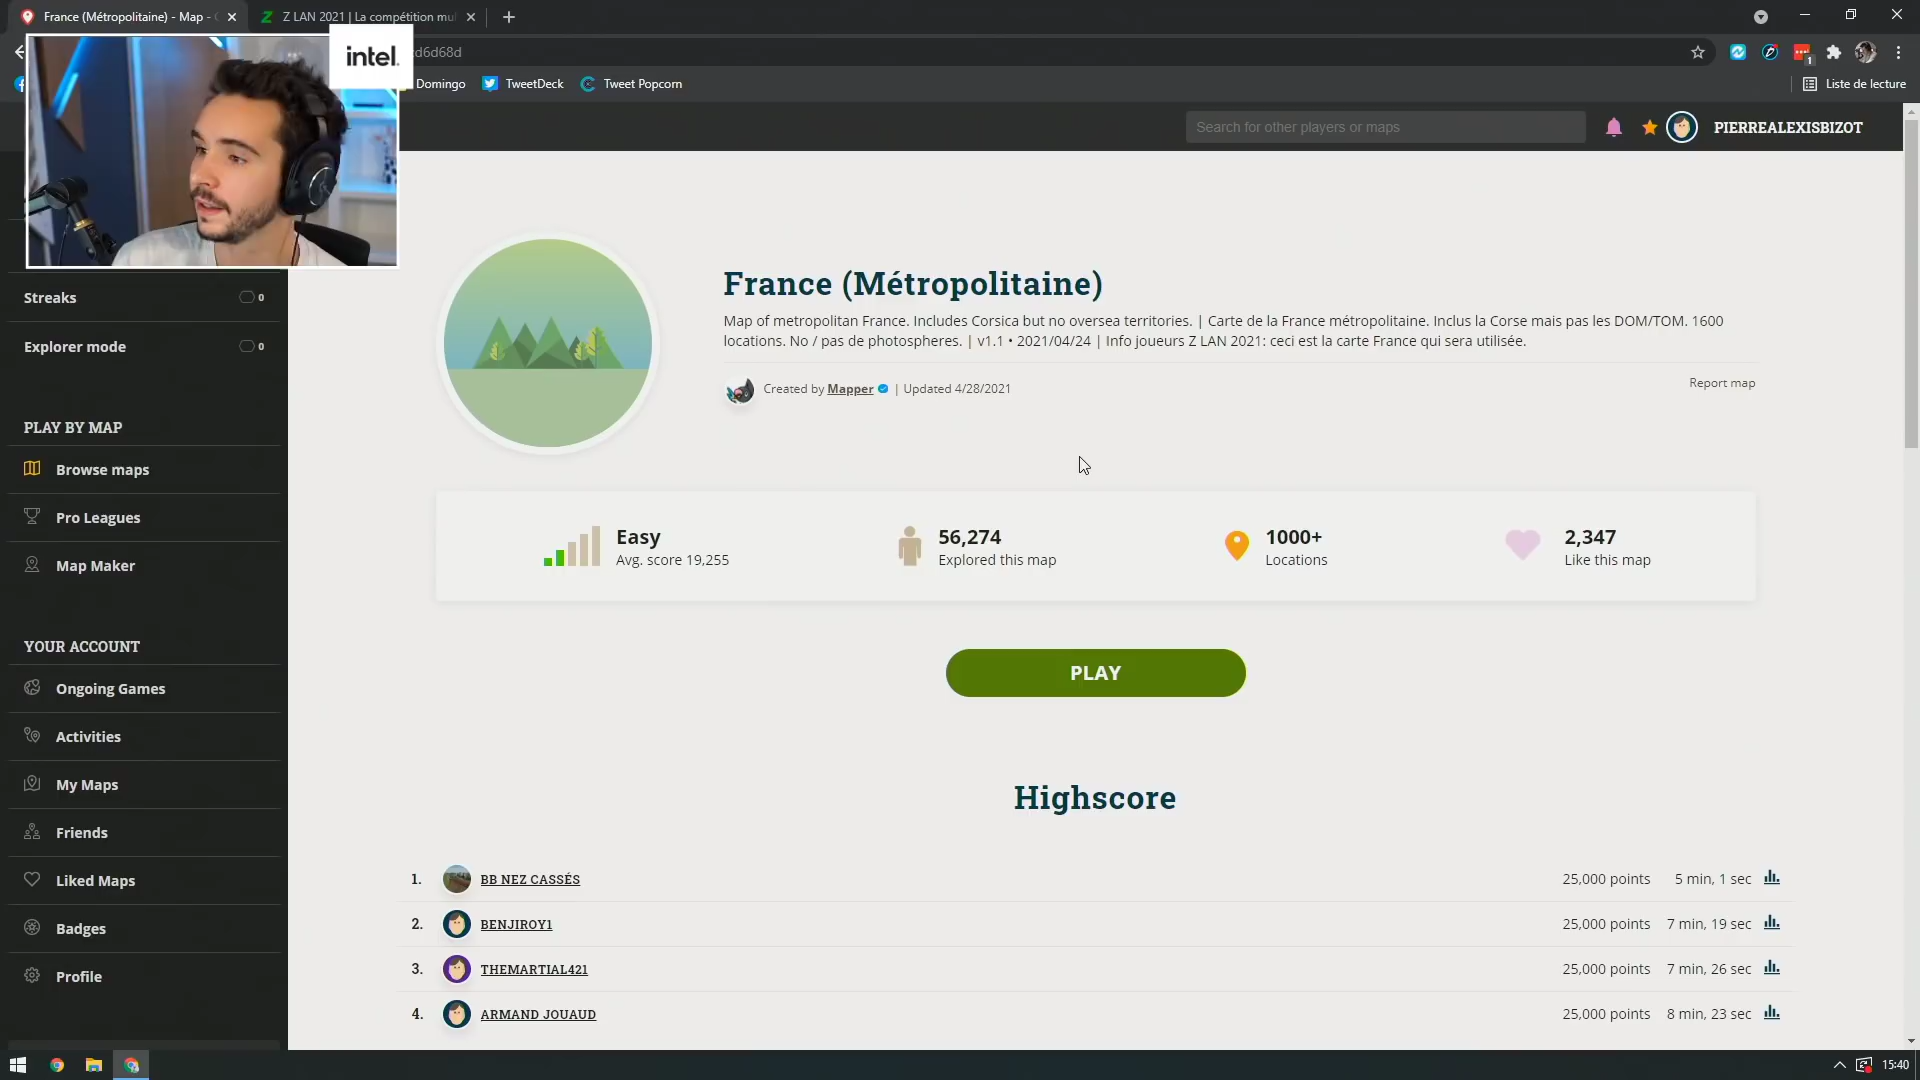 France (Métropolitaine) - Map -
Z LAN 2021 | La compétition mul
intel.
d6d68d
Domingo
TweetDeck
Tweet Popcorn
1
Liste de lecture
Search for other players or maps
PIERREALEXISBIZOT
Streaks
0
Explorer mode
0
PLAY BY MAP
Browse maps
Pro Leagues
Map Maker
YOUR ACCOUNT
Ongoing Games
Activities
My Maps
Friends
Liked Maps
Badges
Profile
France (Métropolitaine)
Map of metropolitan France. Includes Corsica but no oversea territories. | Carte de la France métropolitaine. Inclus la Corse mais pas les DOM/TOM. 1600
locations. No / pas de photospheres. | v1.1 • 2021/04/24 | Info joueurs Z LAN 2021: ceci est la carte France qui sera utilisée.
Created by Mapper | Updated 4/28/2021
Report map
Easy
Avg. score 19,255
56,274
Explored this map
1000+
Locations
2,347
Like this map
PLAY
Highscore
1. BB NEZ CASSÉS 25,000 points 5 min, 1 sec
2. BENJIROY1 25,000 points 7 min, 19 sec
3. THEMARTIAL421 25,000 points 7 min, 26 sec
4. ARMAND JOUAUD 25,000 points 8 min, 23 sec
15:40